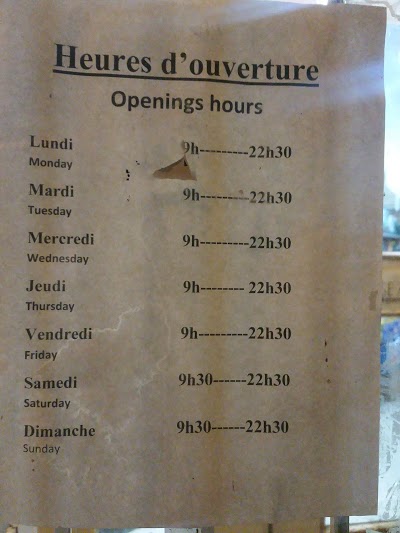 Heures d'ouverture
Openings hours
Lundi 9h---------22h30
Monday
Mardi 9h---------22h30
Tuesday
Mercredi 9h---------22h30
Wednesday
Jeudi 9h-------- 22h30
Thursday
Vendredi 9h---------22h30
Friday
Samedi 9h30------22h30
Saturday
Dimanche 9h30------22h30
Sunday